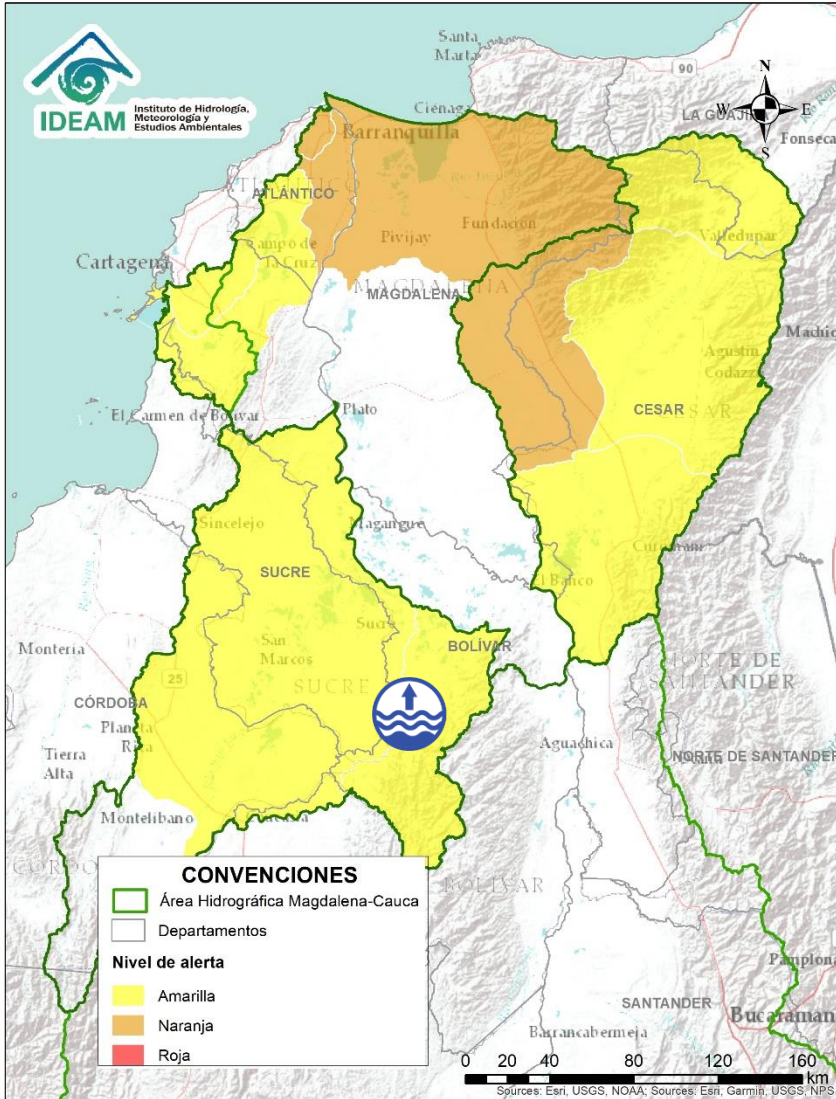 IDEAM
Instituto de Hidrología,
Meteorología y
Estudios Ambientales
Santa
Marta
90
N
W
E
S
Ciénaga
LA GUAJIRA
Fonseca
Barranquilla
ATLÁNTICO
Campo de
la Cruz
Pivijay
Fundación
Valledupar
Cartagena
MAGDALENA
MAGDALENA
Agustín
Codazzi
El Carmen de Bolívar
Plato
CESAR
CESAR
Sincelejo
Magangué
SUCRE
El Banco
Montería
San
Marcos
Sucre
BOLÍVAR
25
SUCRE
NORTE DE
SANTANDER
CÓRDOBA
Planeta
Rica
Tierra
Alta
Aguachica
NORTE DE SANTANDER
Montelíbano
BOLÍVAR
CONVENCIONES
Área Hidrográfica Magdalena-Cauca
Departamentos
Nivel de alerta
Amarilla
Naranja
Roja
Pamplona
SANTANDER
Bucaraman
Barrancabermeja
0 20 40 80 120 160
km
Sources: Esri, USGS, NOAA; Sources: Esri, Garmin, USGS, NPS